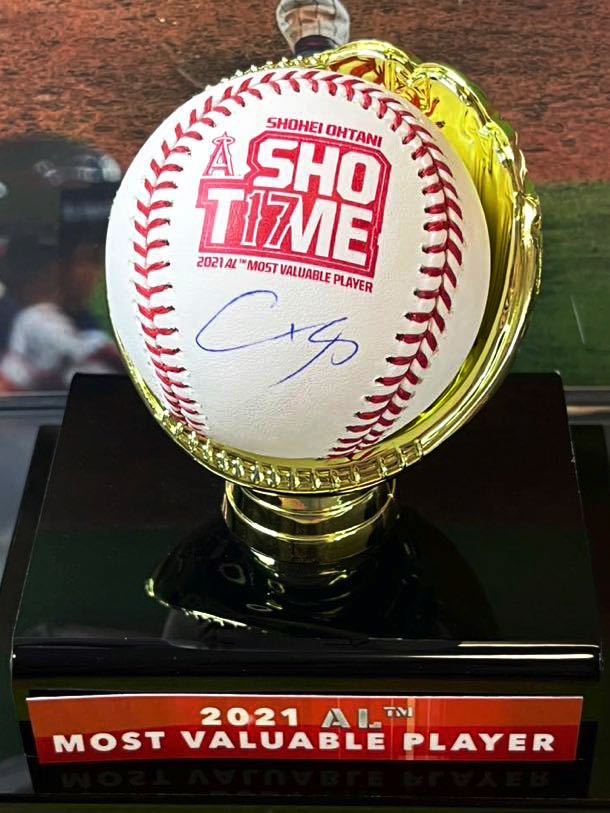 SHOHEI OHTANI
A SHO
T17ME
2021 AL™ MOST VALUABLE PLAYER
2021 AL™
MOST VALUABLE PLAYER